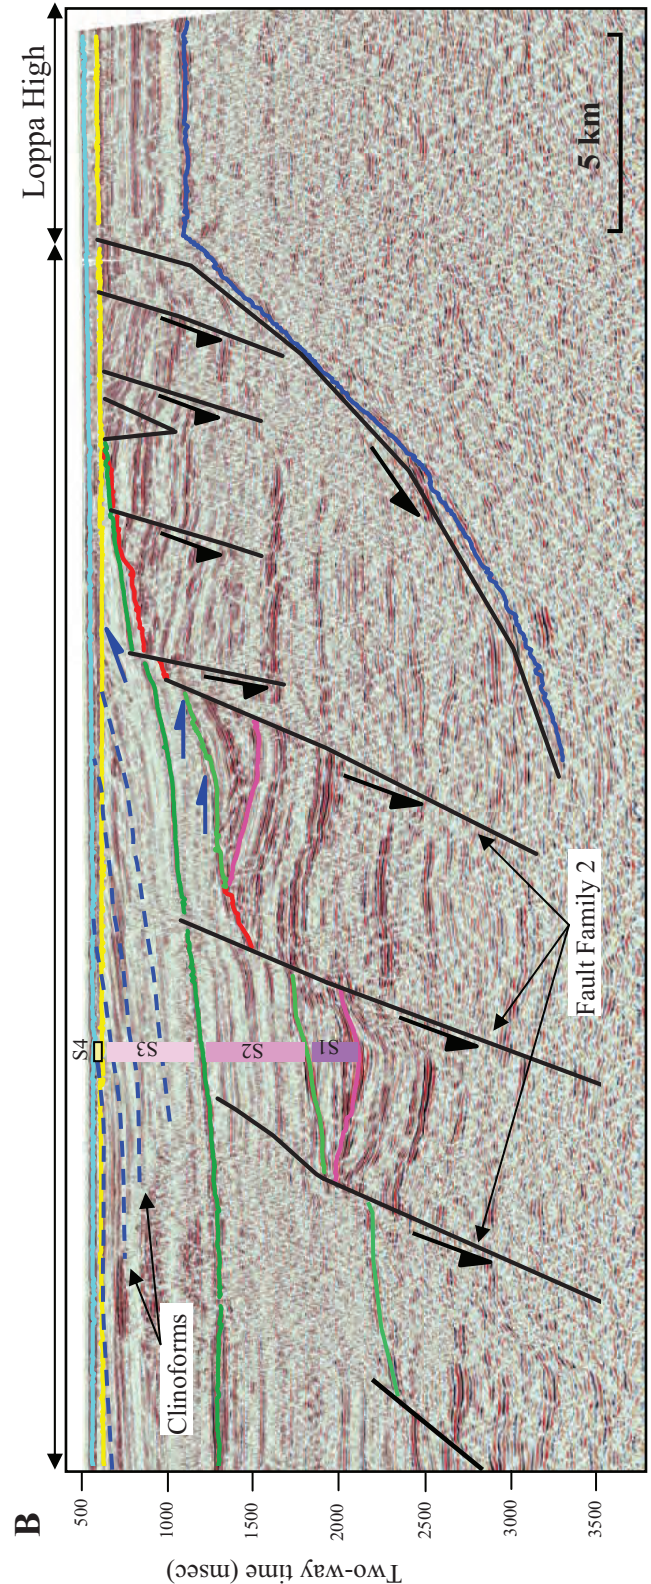 B
Loppa High
Two-way time (msec)
500
1000
1500
2000
2500
3000
3500
S4
S3
S2
S1
Clinoforms
Fault Family 2
5 km